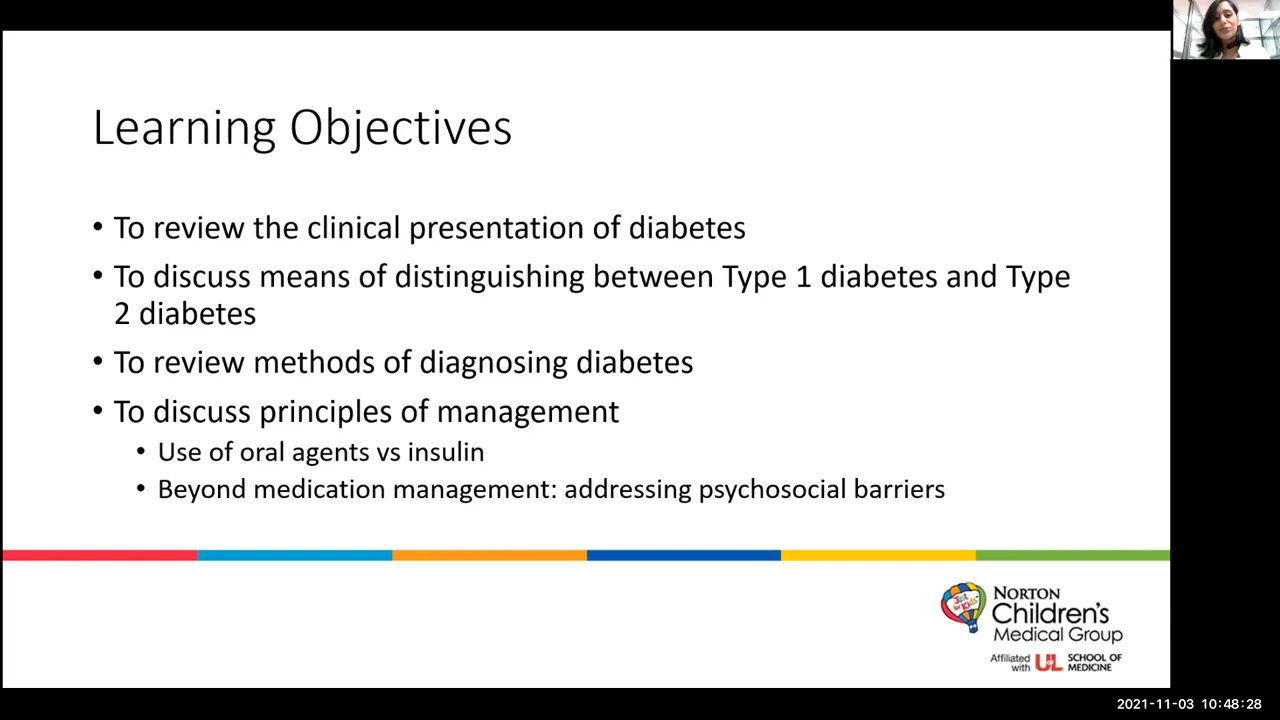 Learning Objectives
• To review the clinical presentation of diabetes
• To discuss means of distinguishing between Type 1 diabetes and Type
2 diabetes
• To review methods of diagnosing diabetes
• To discuss principles of management
• Use of oral agents vs insulin
• Beyond medication management: addressing psychosocial barriers
Just for Kids
NORTON
Children's
Medical Group
Affiliated
with
UL
SCHOOL OF
MEDICINE
2021-11-03 10:48:28